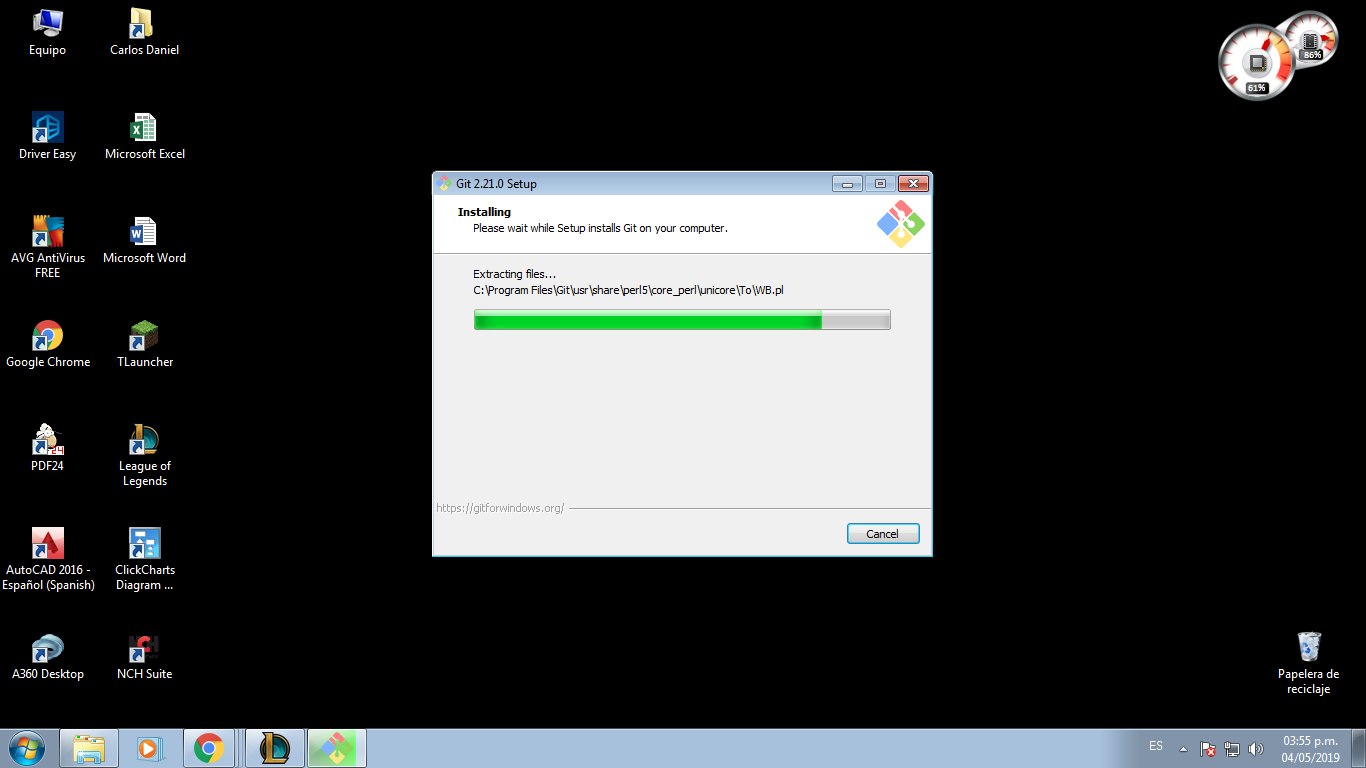 Equipo
Carlos Daniel
Driver Easy
Microsoft Excel
AVG AntiVirus
FREE
Microsoft Word
Google Chrome
TLauncher
PDF24
League of
Legends
AutoCAD 2016 -
Español (Spanish)
ClickCharts
Diagram ...
A360 Desktop
NCH Suite
86%
61%
Git 2.21.0 Setup
Installing
Please wait while Setup installs Git on your computer.
Extracting files...
C:\Program Files\Git\usr\share\perl5\core_perl\unicore\To\WB.pl
https://gitforwindows.org/
Cancel
Papelera de
reciclaje
ES
03:55 p.m.
04/05/2019